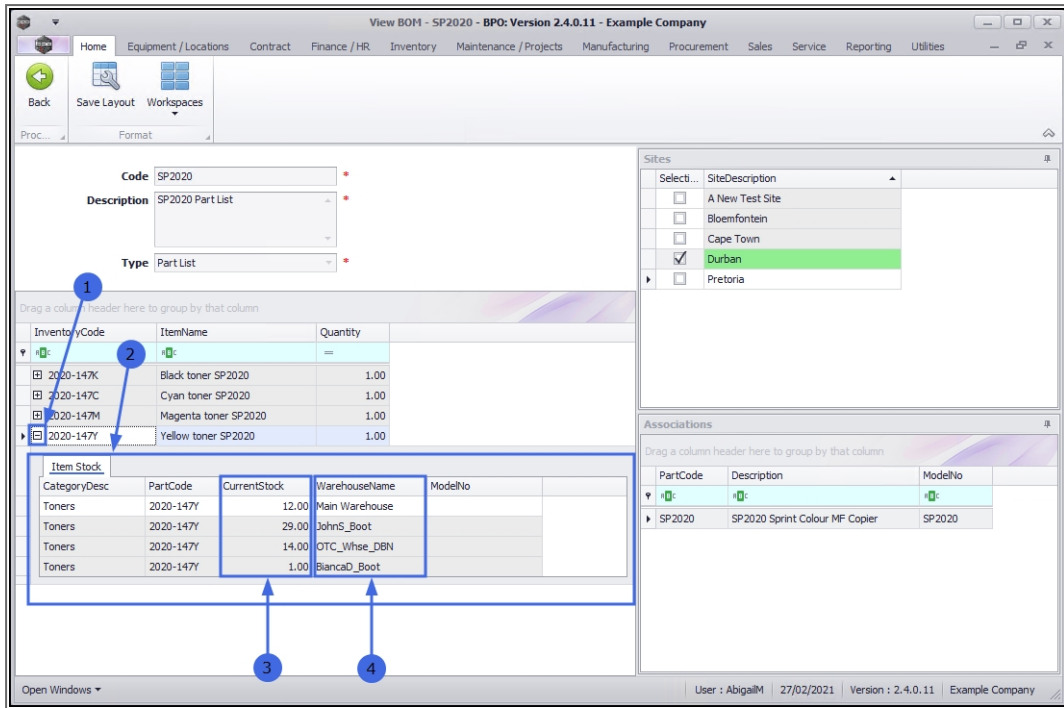 View BOM - SP2020 - BPO: Version 2.4.0.11 - Example Company
Home Equipment / Locations Contract Finance / HR Inventory Maintenance / Projects Manufacturing Procurement Sales Service Reporting Utilities
Back Save Layout Workspaces
Proc... Format
Code SP2020 *
Description SP2020 Part List *
Type Part List *
1
Drag a column header here to group by that column
InventoryCode ItemName Quantity
2
=
2020-147K Black toner SP2020 1.00
2020-147C Cyan toner SP2020 1.00
2020-147M Magenta toner SP2020 1.00
2020-147Y Yellow toner SP2020 1.00
Item Stock
CategoryDesc PartCode CurrentStock WarehouseName ModelNo
Toners 2020-147Y 12.00 Main Warehouse
Toners 2020-147Y 29.00 JohnS_Boot
Toners 2020-147Y 14.00 OTC_Whse_DBN
Toners 2020-147Y 1.00 BiancaD_Boot
3 4
Sites
Selecti... SiteDescription
A New Test Site
Bloemfontein
Cape Town
Durban
Pretoria
Associations
Drag a column header here to group by that column
PartCode Description ModelNo
SP2020 SP2020 Sprint Colour MF Copier SP2020
Open Windows User : AbigailM 27/02/2021 Version : 2.4.0.11 Example Company